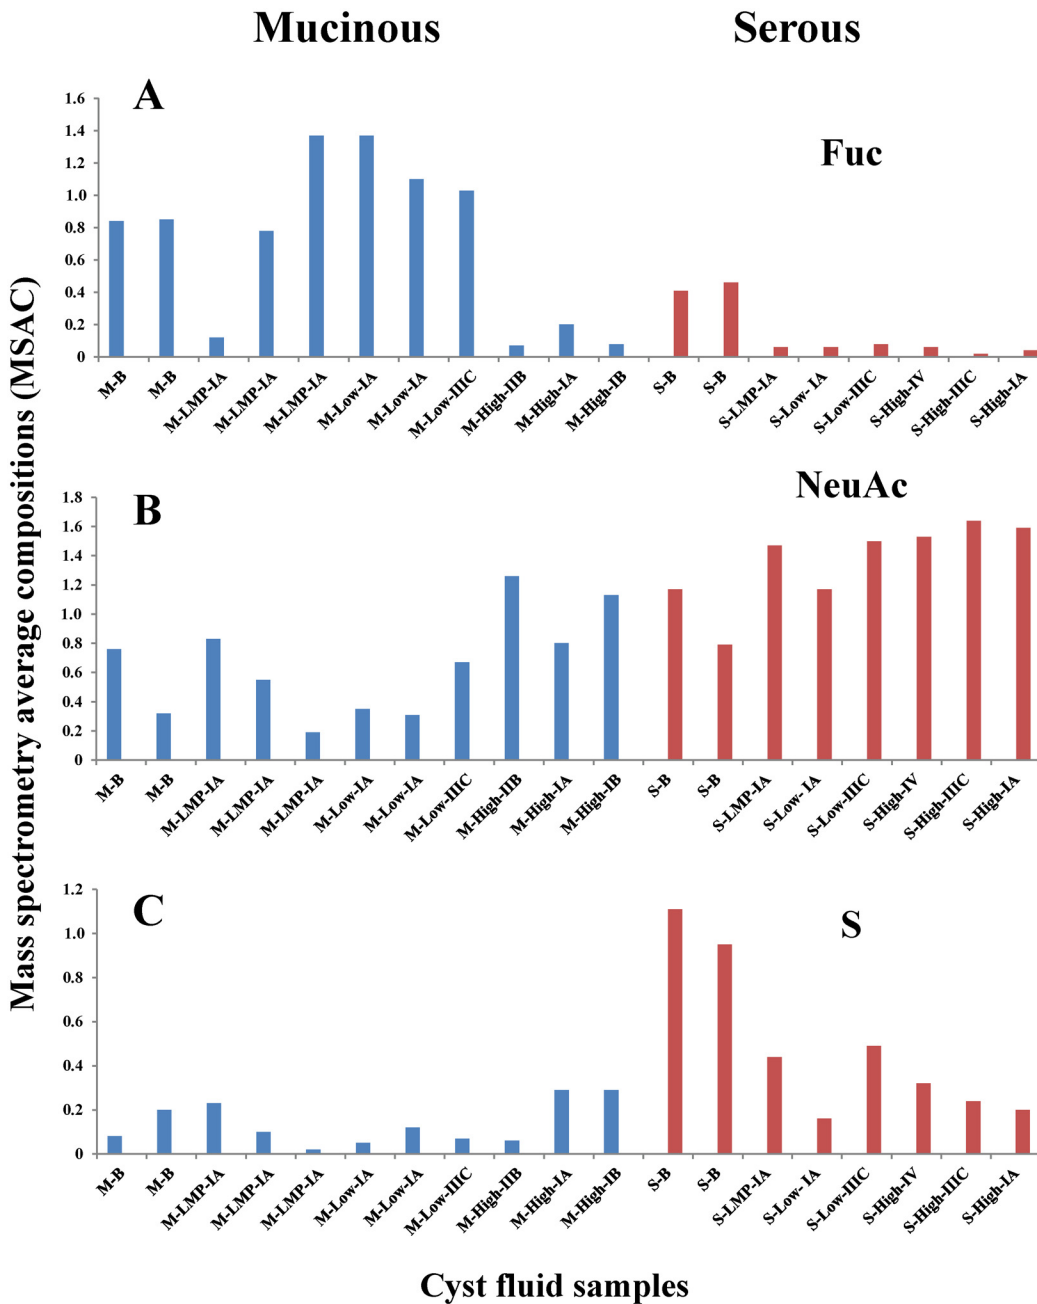 Mucinous Serous
A
Fuc
1.6
1.4
1.2
1.0
0.8
0.6
0.4
0.2
0
M-B M-B M-LMP-IA M-LMP-IA M-LMP-IA M-Low-IA M-Low-IA M-Low-IIIC M-High-IIB M-High-IA M-High-IB S-B S-B S-LMP-IA S-Low-IA S-Low-IIIC S-High-IV S-High-IIIC S-High-IA
Mass spectrometry average compositions (MSAC)
B
NeuAc
1.8
1.6
1.4
1.2
1.0
0.8
0.6
0.4
0.2
0
M-B M-B M-LMP-IA M-LMP-IA M-LMP-IA M-Low-IA M-Low-IA M-Low-IIIC M-High-IIB M-High-IA M-High-IB S-B S-B S-LMP-IA S-Low- IA S-Low-IIIC S-High-IV S-High-IIIC S-High-IA
C
S
1.2
1.0
0.8
0.6
0.4
0.2
0
M-B M-B M-LMP-IA M-LMP-IA M-LMP-IA M-Low-IA M-Low-IA M-Low-IIIC M-High-IIB M-High-IA M-High-IB S-B S-B S-LMP-IA S-Low- IA S-Low-IIIC S-High-IV S-High-IIIC S-High-IA
Cyst fluid samples